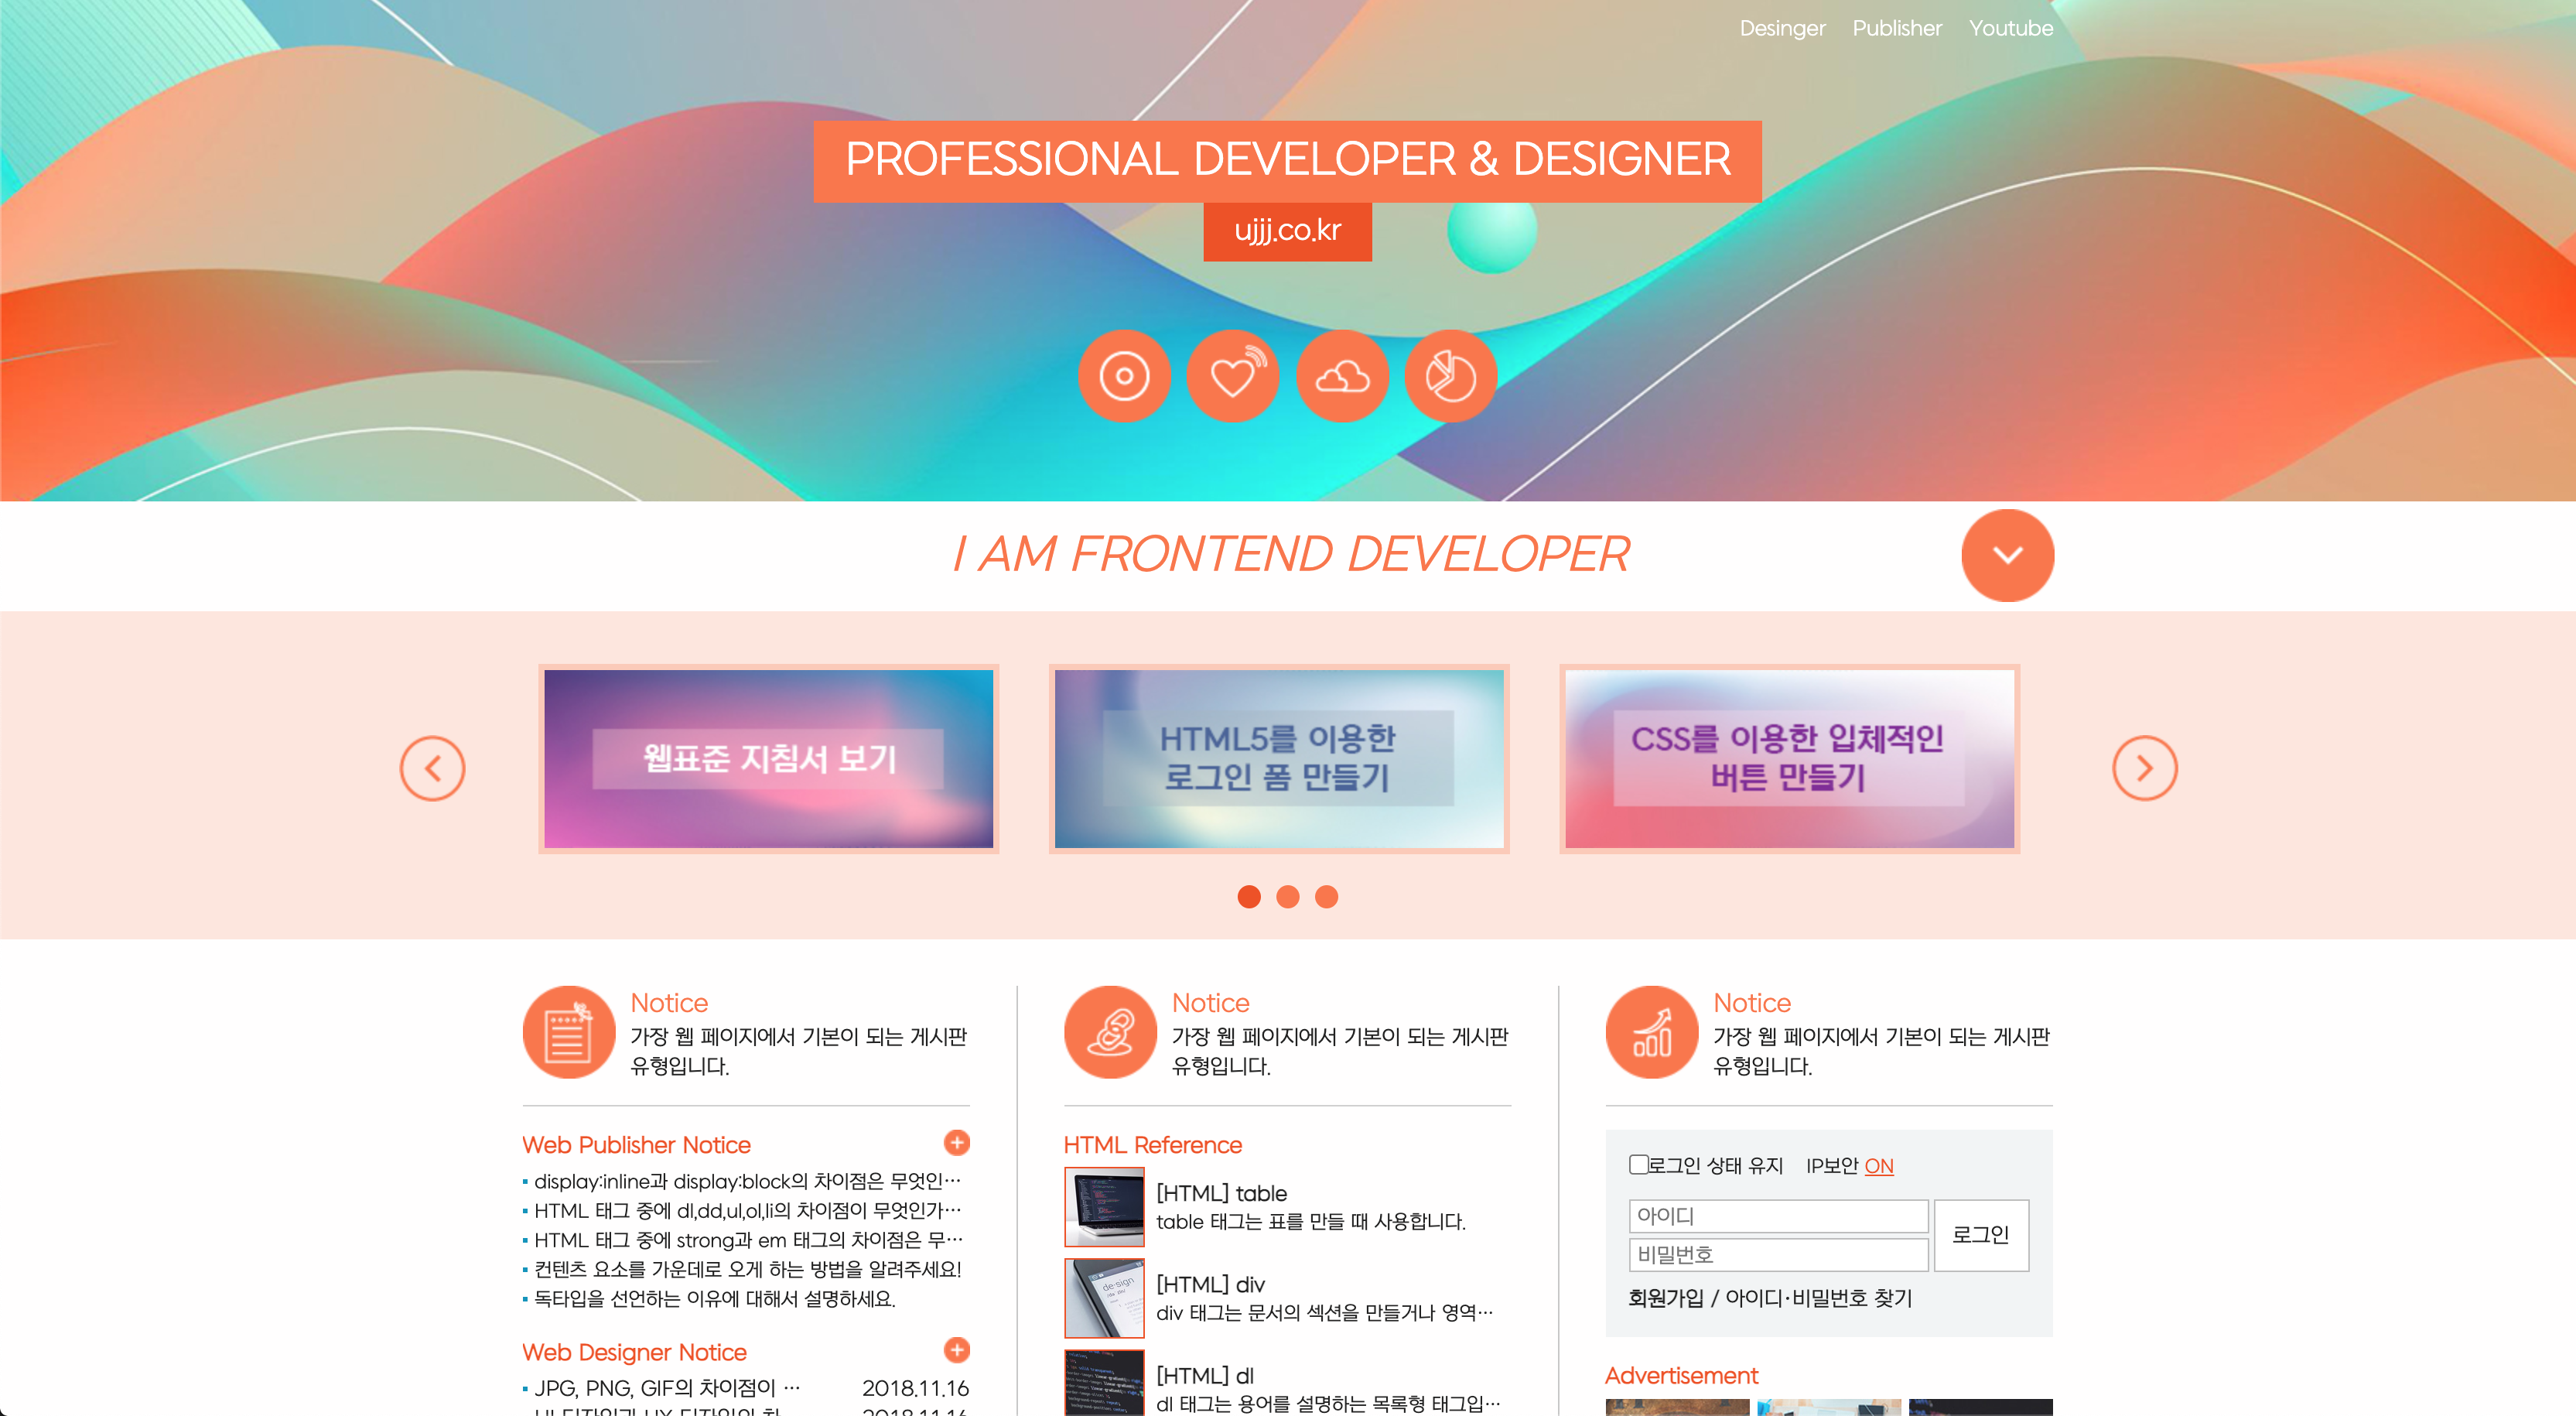 Desinger Publisher Youtube
PROFESSIONAL DEVELOPER & DESIGNER
ujjj.co.kr
I AM FRONTEND DEVELOPER
웹표준 지침서 보기
HTML5를 이용한
로그인 폼 만들기
CSS를 이용한 입체적인
버튼 만들기
Notice
가장 웹 페이지에서 기본이 되는 게시판
유형입니다.
Web Publisher Notice
display:inline과 display:block의 차이점은 무엇인…
HTML 태그 중에 dl,dd,ul,ol,li의 차이점이 무엇인가…
HTML 태그 중에 strong과 em 태그의 차이점은 무…
컨텐츠 요소를 가운데로 오게 하는 방법을 알려주세요!
독타입을 선언하는 이유에 대해서 설명하세요.
Web Designer Notice
JPG, PNG, GIF의 차이점이 … 2018.11.16
Notice
가장 웹 페이지에서 기본이 되는 게시판
유형입니다.
HTML Reference
[HTML] table
table 태그는 표를 만들 때 사용합니다.
de·sign
[HTML] div
div 태그는 문서의 섹션을 만들거나 영역…
[HTML] dl
dl 태그는 용어를 설명하는 목록형 태그입…
Notice
가장 웹 페이지에서 기본이 되는 게시판
유형입니다.
로그인 상태 유지 IP보안 ON
아이디
비밀번호
로그인
회원가입 / 아이디·비밀번호 찾기
Advertisement